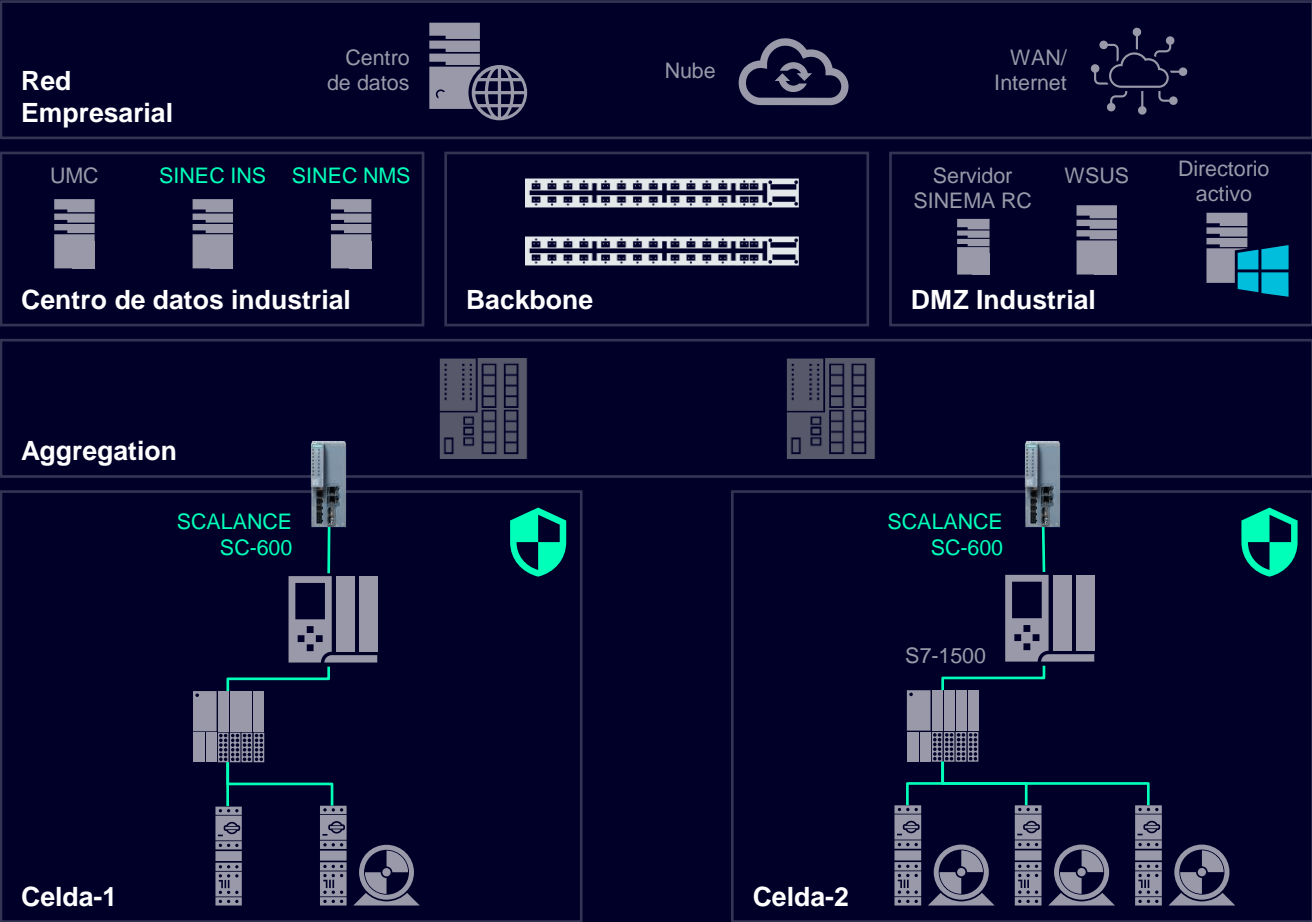 Centro
de datos
Nube
WAN/
Internet
Red
Empresarial
UMC
SINEC INS
SINEC NMS
Centro de datos industrial
Backbone
Servidor
SINEMA RC
WSUS
Directorio
activo
DMZ Industrial
Aggregation
SCALANCE
SC-600
Celda-1
SCALANCE
SC-600
S7-1500
Celda-2